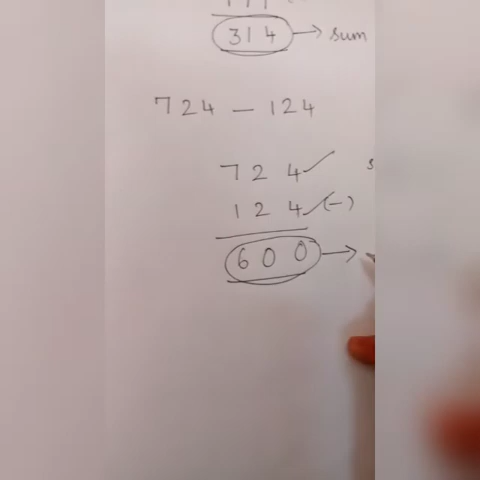 314 → sum
724 — 124
724 ✓
124 ✓ (-)
600 →